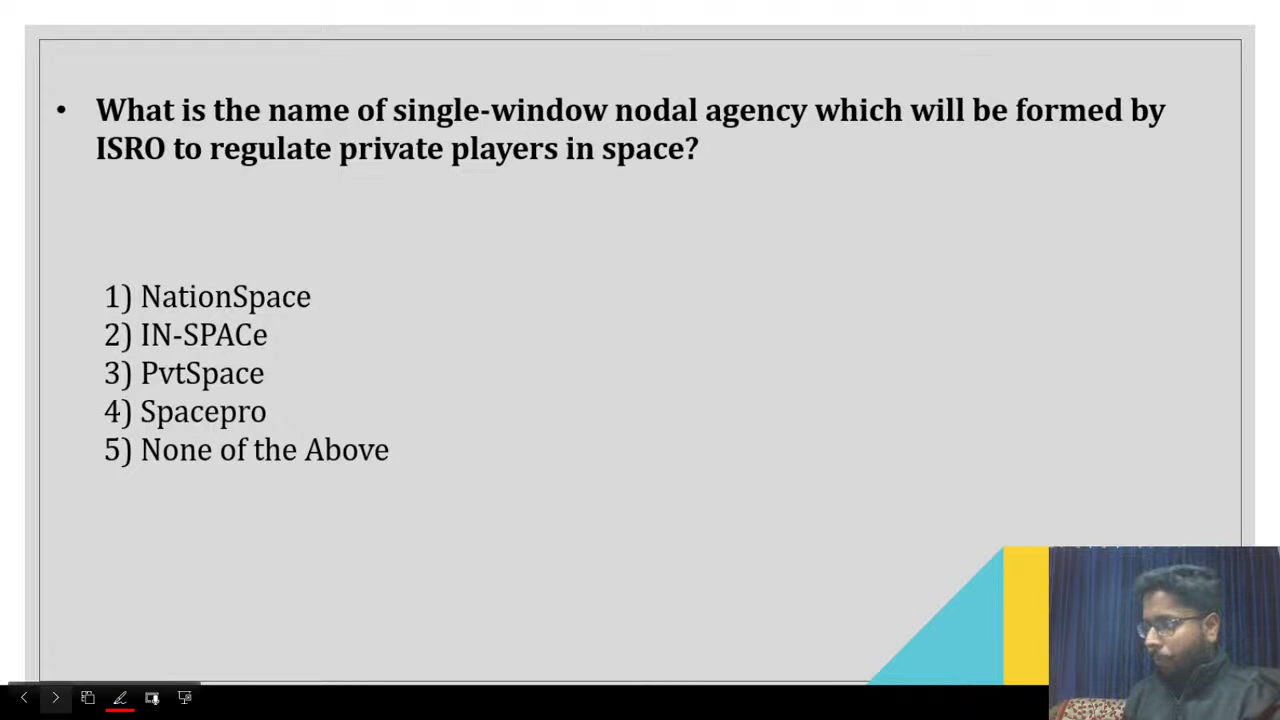 • What is the name of single-window nodal agency which will be formed by
ISRO to regulate private players in space?
1) NationSpace
2) IN-SPACe
3) PvtSpace
4) Spacepro
5) None of the Above